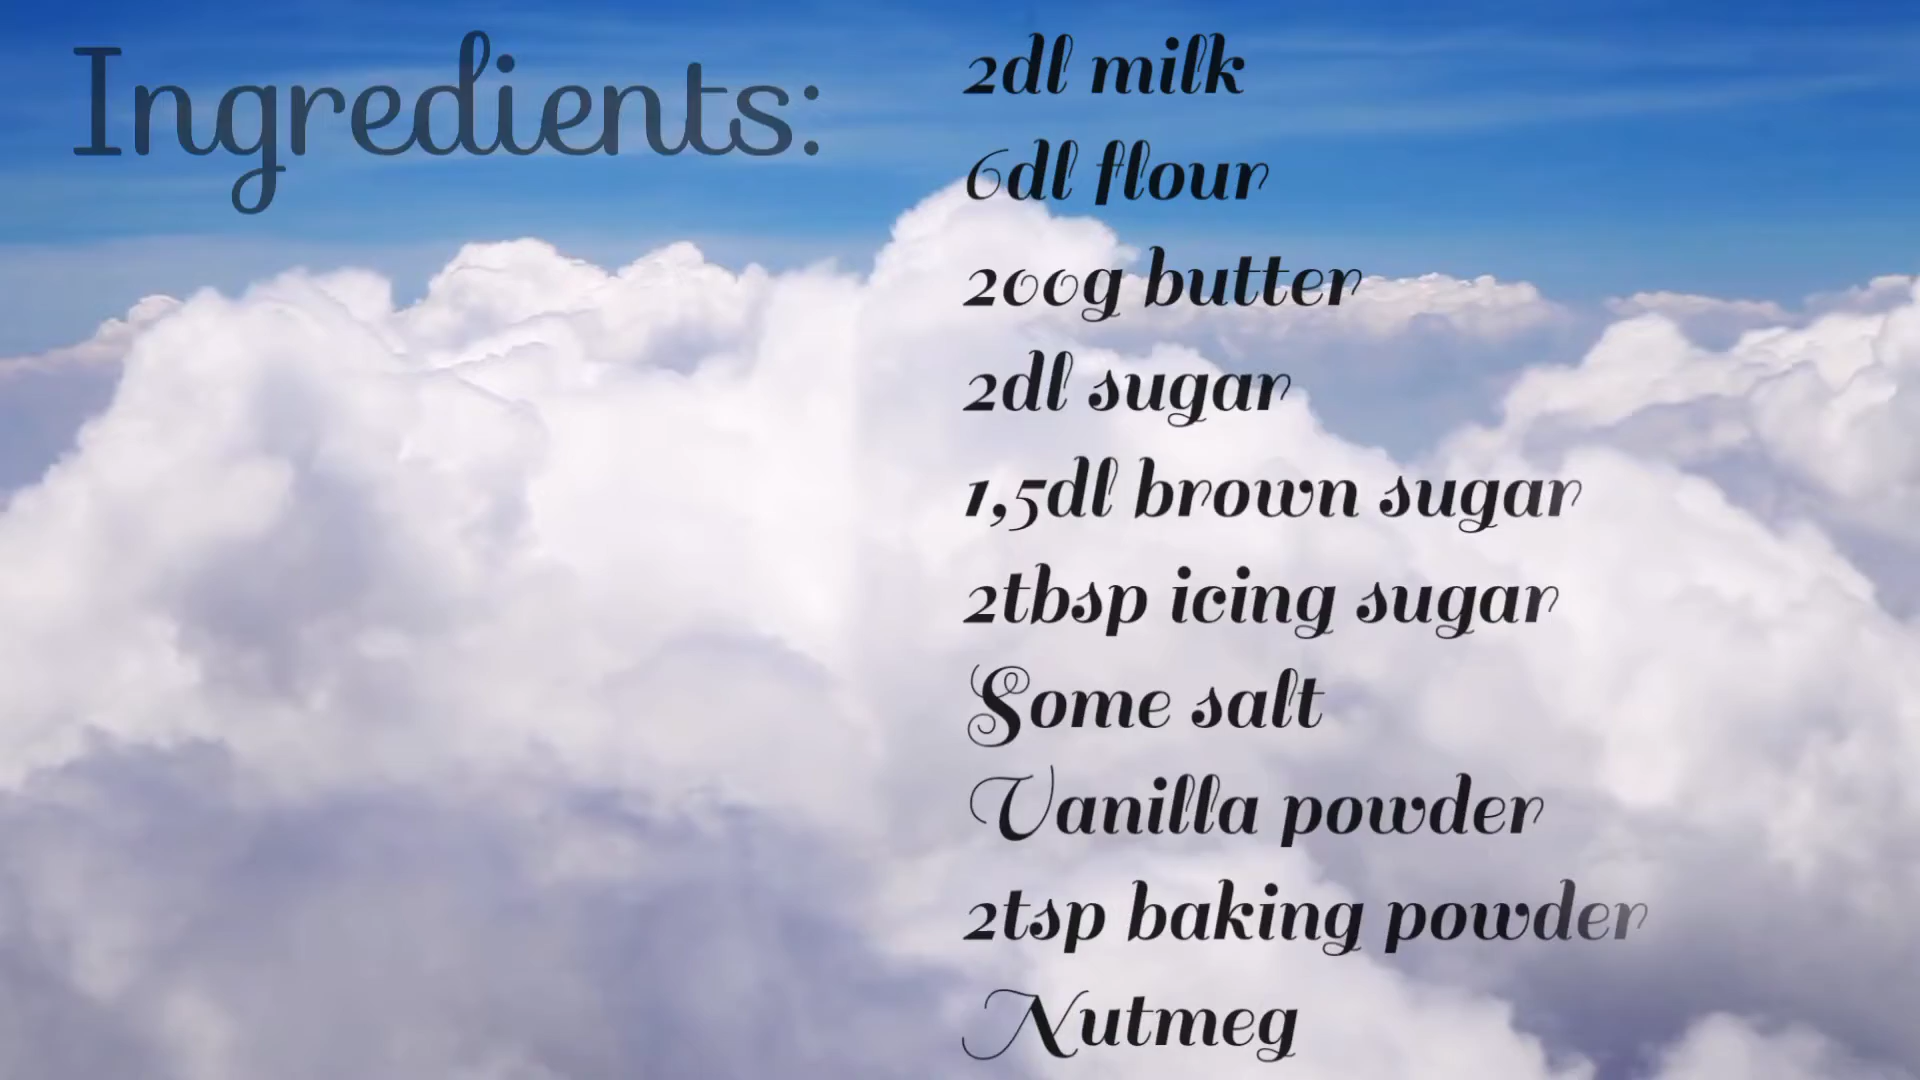 Ingredients:
2dl milk
6dl flour
200g butter
2dl sugar
1,5dl brown sugar
2tbsp icing sugar
Some salt
Vanilla powder
2tsp baking powder
Nutmeg